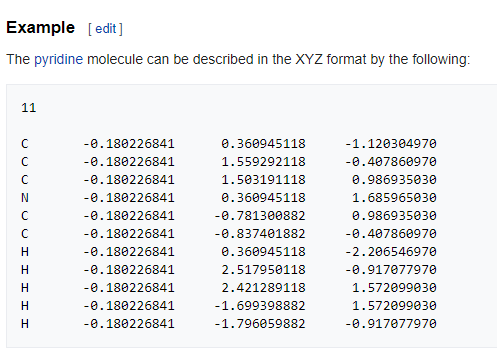 Example [ edit ]
The pyridine molecule can be described in the XYZ format by the following:
11
C -0.180226841 0.360945118 -1.120304970
C -0.180226841 1.559292118 -0.407860970
C -0.180226841 1.503191118 0.986935030
N -0.180226841 0.360945118 1.685965030
C -0.180226841 -0.781300882 0.986935030
C -0.180226841 -0.837401882 -0.407860970
H -0.180226841 0.360945118 -2.206546970
H -0.180226841 2.517950118 -0.917077970
H -0.180226841 2.421289118 1.572099030
H -0.180226841 -1.699398882 1.572099030
H -0.180226841 -1.796059882 -0.917077970